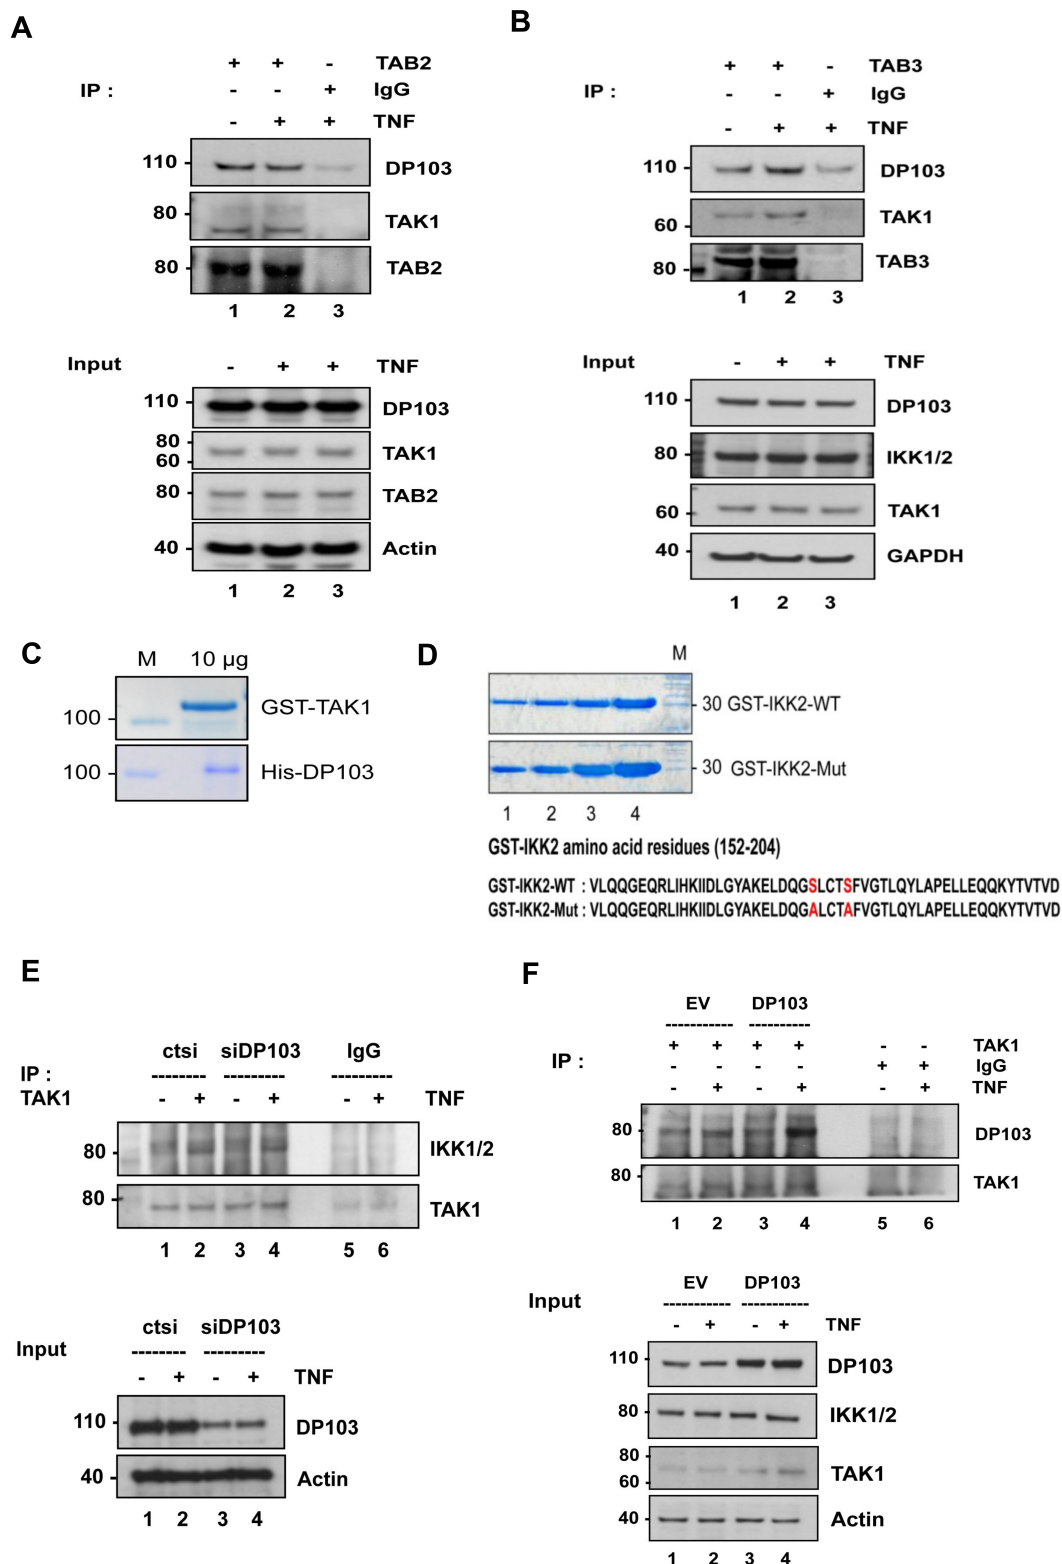 A
+ + - TAB2
IP : - - + IgG
- + + TNF
110 DP103
80 TAK1
80 TAB2
1 2 3
Input - + + TNF
110 DP103
80
60 TAK1
80 TAB2
40 Actin
1 2 3
B
+ + - TAB3
IP : - - + IgG
- + + TNF
110 DP103
60 TAK1
80 TAB3
1 2 3
Input - + + TNF
110 DP103
80 IKK1/2
60 TAK1
40 GAPDH
1 2 3
C
M 10 µg
100 GST-TAK1
100 His-DP103
D
M
30 GST-IKK2-WT
30 GST-IKK2-Mut
1 2 3 4
GST-IKK2 amino acid residues (152-204)
GST-IKK2-WT : VLQQGEQRLIHKIIDLGYAKELDQGSLCTSFVGTLQYLAPELLEQQKYTVTVD
GST-IKK2-Mut : VLQQGEQRLIHKIIDLGYAKELDQGALCTAFVGTLQYLAPELLEQQKYTVTVD
E
ctsi siDP103 IgG
IP :
TAK1 - + - + - + TNF
80 IKK1/2
80 TAK1
1 2 3 4 5 6
ctsi siDP103
Input
- + - + TNF
110 DP103
40 Actin
1 2 3 4
F
EV DP103
+ + + + - - TAK1
IP : - - - - + + IgG
- + - + - + TNF
80 DP103
80 TAK1
1 2 3 4 5 6
EV DP103
Input
- + - + TNF
110 DP103
80 IKK1/2
80
60 TAK1
40 Actin
1 2 3 4